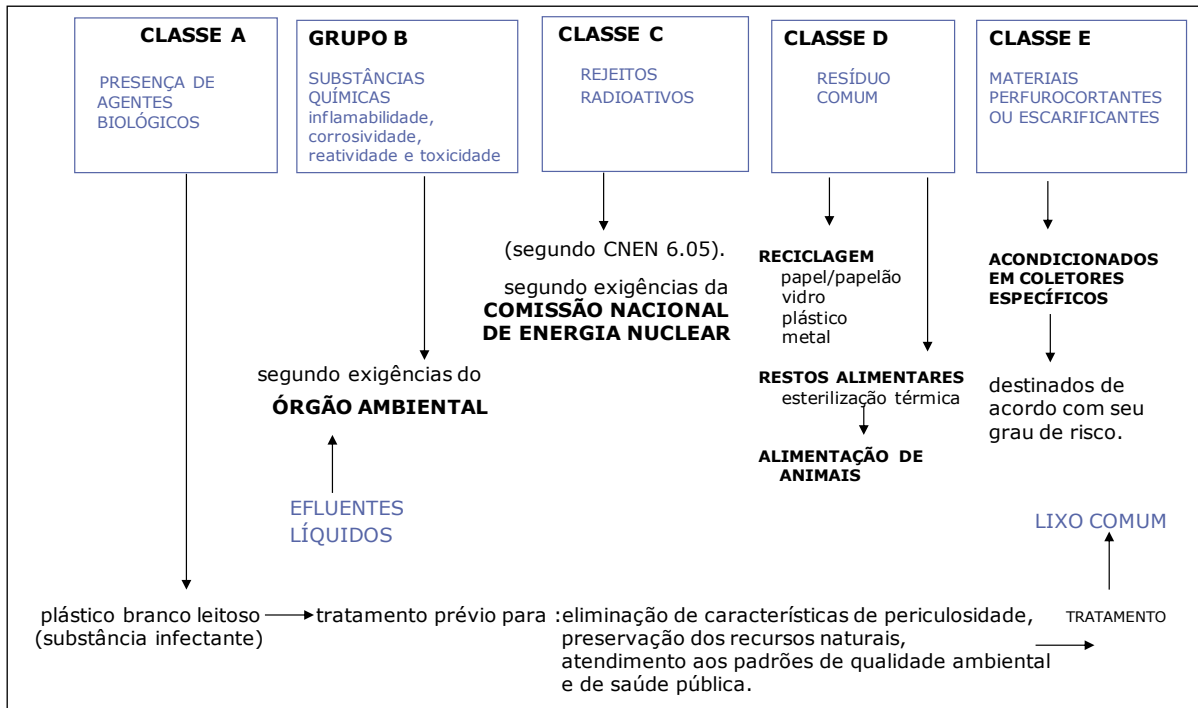 CLASSE A
PRESENÇA DE
AGENTES
BIOLÓGICOS
GRUPO B
SUBSTÂNCIAS
QUÍMICAS
inflamabilidade,
corrosividade,
reatividade e toxicidade
CLASSE C
REJEITOS
RADIOATIVOS
CLASSE D
RESÍDUO
COMUM
CLASSE E
MATERIAIS
PERFUROCORTANTES
OU ESCARIFICANTES
(segundo CNEN 6.05).
segundo exigências da
COMISSÃO NACIONAL
DE ENERGIA NUCLEAR
RECICLAGEM
papel/papelão
vidro
plástico
metal
ACONDICIONADOS
EM COLETORES
ESPECÍFICOS
segundo exigências do
ÓRGÃO AMBIENTAL
RESTOS ALIMENTARES
esterilização térmica
ALIMENTAÇÃO DE
ANIMAIS
destinados de
acordo com seu
grau de risco.
EFLUENTES
LÍQUIDOS
LIXO COMUM
plástico branco leitoso
(substância infectante)
tratamento prévio para :eliminação de características de periculosidade,
preservação dos recursos naturais,
atendimento aos padrões de qualidade ambiental
e de saúde pública.
TRATAMENTO